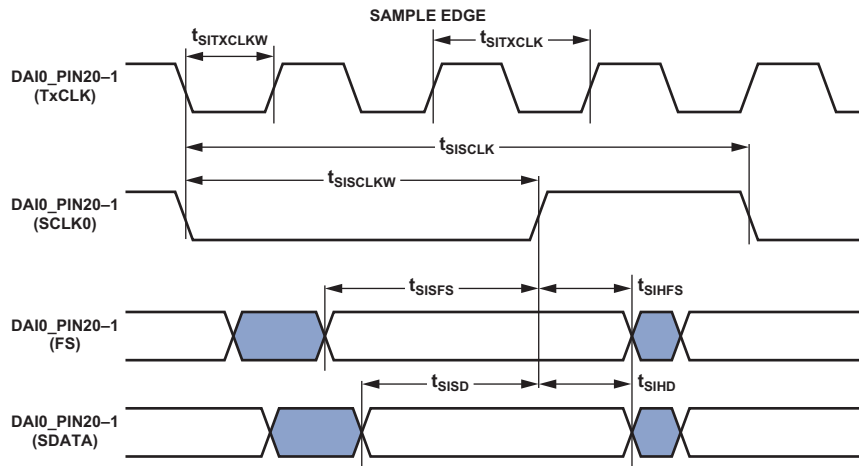 SAMPLE EDGE
tSITXCLKW
tSITXCLK
DAI0_PIN20–1
(TxCLK)
tSISCLK
tSISCLKW
DAI0_PIN20–1
(SCLK0)
tSISFS
tSIHFS
DAI0_PIN20–1
(FS)
tSISD
tSIHD
DAI0_PIN20–1
(SDATA)